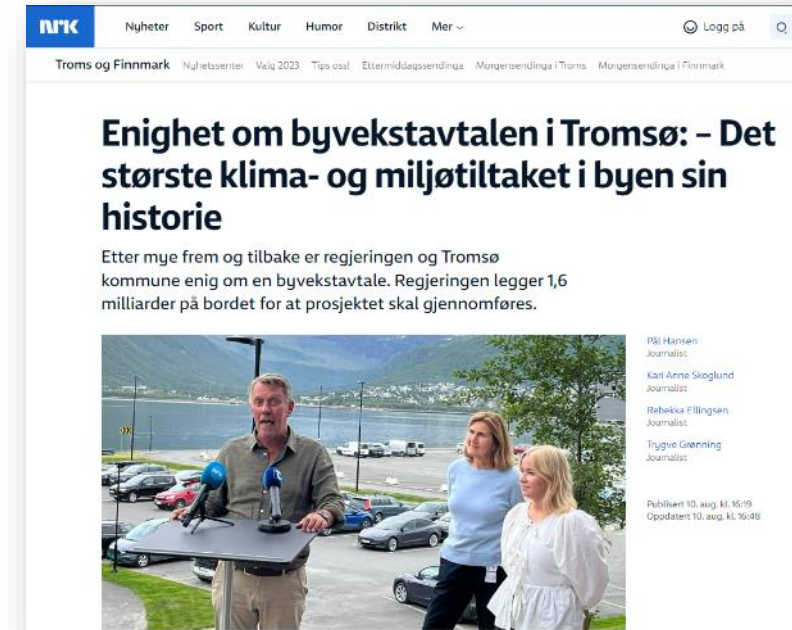 NRK
Nyheter Sport Kultur Humor Distrikt Mer
Logg på
Troms og Finnmark Nyhetssenter Valg 2023 Tips oss! Ettermiddagssendinga Morgensendinga i Troms Morgensendinga i Finnmark
Enighet om byvekstavtalen i Tromsø: – Det
største klima- og miljøtiltaket i byen sin
historie
Etter mye frem og tilbake er regjeringen og Tromsø
kommune enig om en byvekstavtale. Regjeringen legger 1,6
milliarder på bordet for at prosjektet skal gjennomføres.
Pål Hansen
Journalist
Kari Anne Skoglund
Journalist
Rebekka Ellingsen
Journalist
Trygve Grønning
Journalist
Publisert 10. aug. kl. 16:19
Oppdatert 10. aug. kl. 16:48